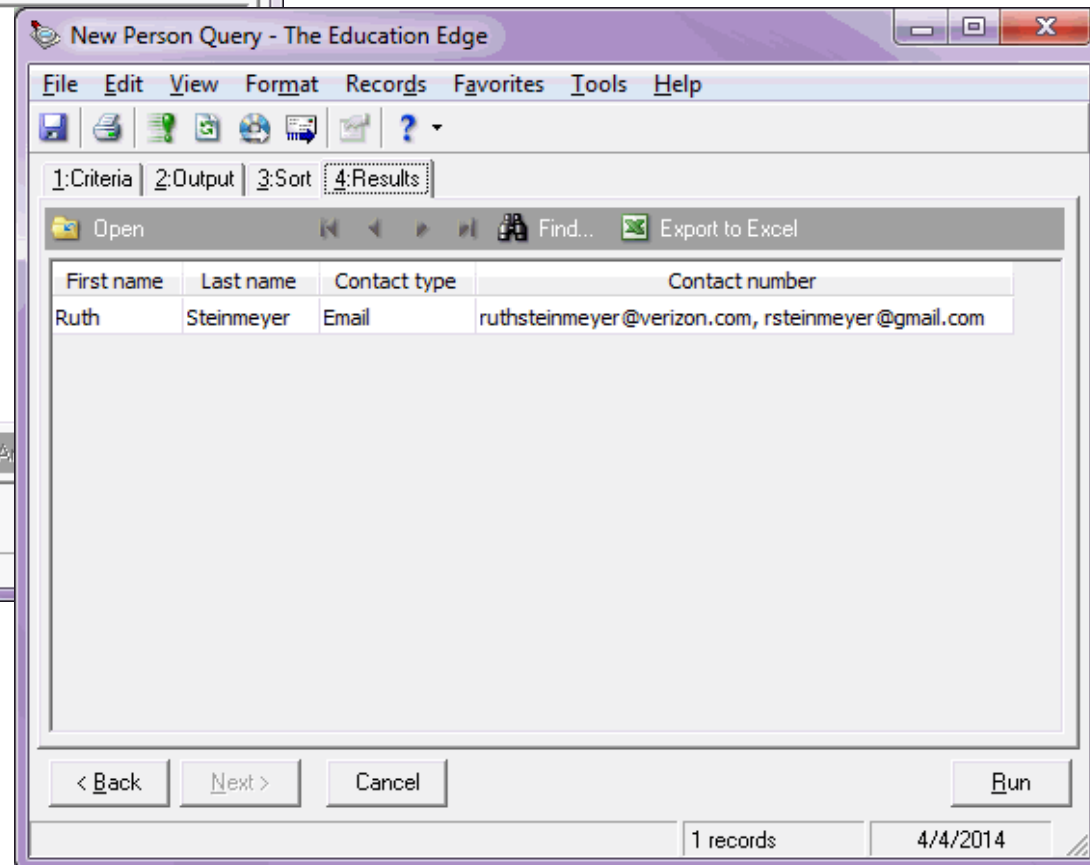 New Person Query - The Education Edge
File Edit View Format Records Favorites Tools Help
1:Criteria 2:Output 3:Sort 4:Results
Open Find... Export to Excel
First name Last name Contact type Contact number
Ruth Steinmeyer Email ruthsteinmeyer@verizon.com, rsteinmeyer@gmail.com
< Back Next > Cancel Run
1 records 4/4/2014